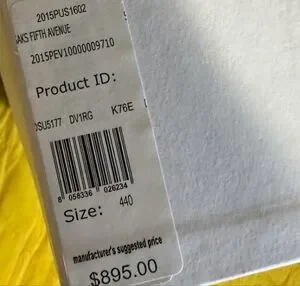 2015PUS1602
AKS FIFTH AVENUE
2015PEV10000009710
Product ID:
OSU5177 DV1RG K76E
8 058336 026234
Size: 440
manufacturer's suggested price
$895.00